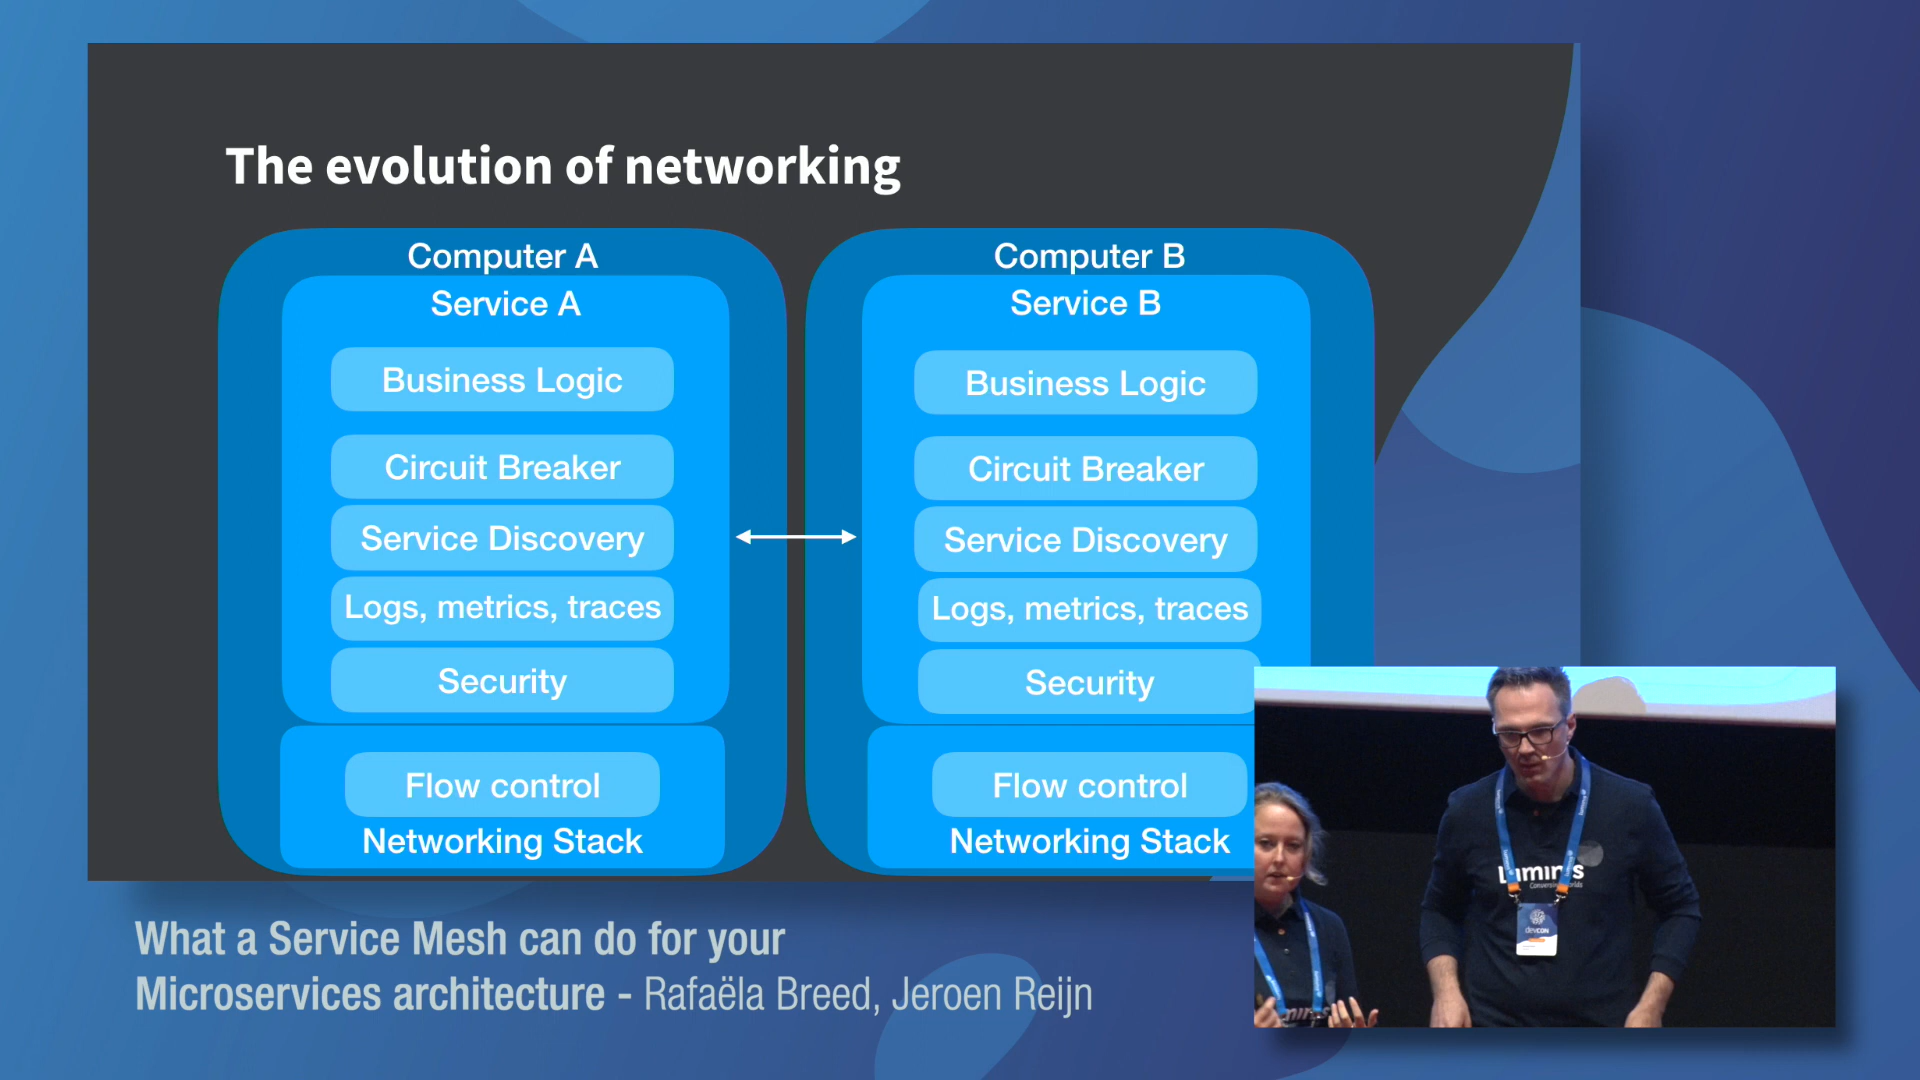 The evolution of networking
Computer A
Service A
Business Logic
Circuit Breaker
Service Discovery
Logs, metrics, traces
Security
Flow control
Networking Stack
Computer B
Service B
Business Logic
Circuit Breaker
Service Discovery
Logs, metrics, traces
Security
Flow control
Networking Stack
What a Service Mesh can do for your
Microservices architecture - Rafaëla Breed, Jeroen Reijn
Luminis
devcon